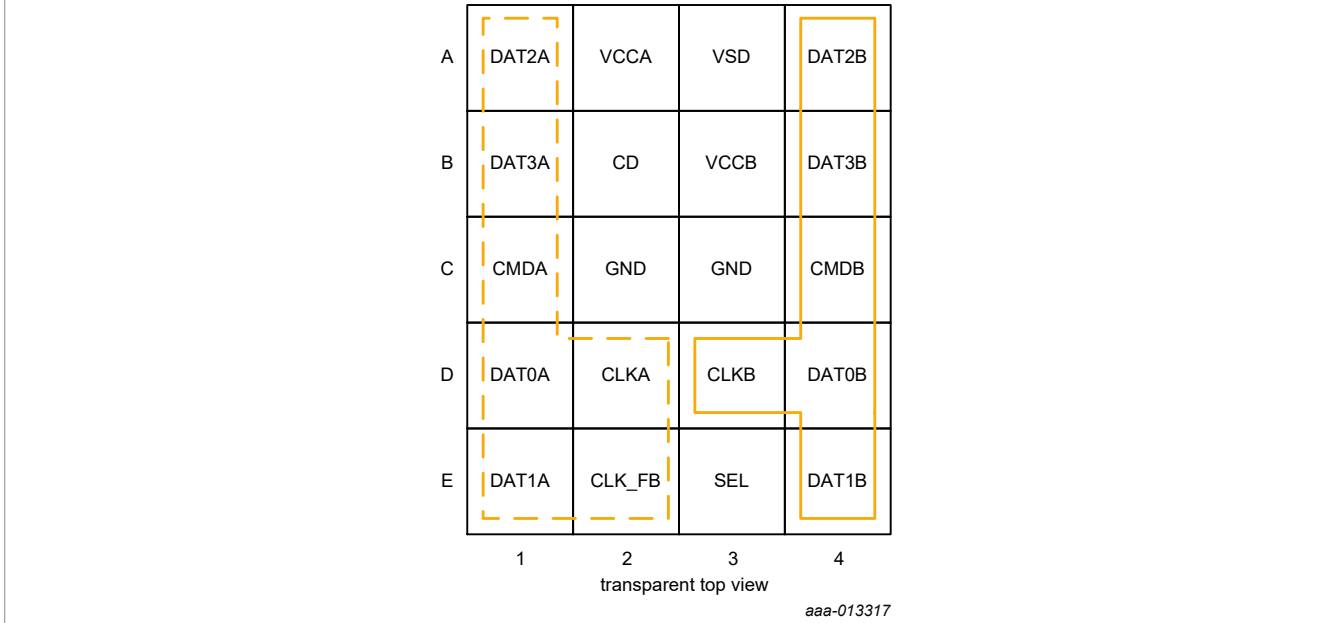 A DAT2A VCCA VSD DAT2B
B DAT3A CD VCCB DAT3B
C CMDA GND GND CMDB
D DAT0A CLKA CLKB DAT0B
E DAT1A CLK_FB SEL DAT1B
1 2 3 4
transparent top view
aaa-013317